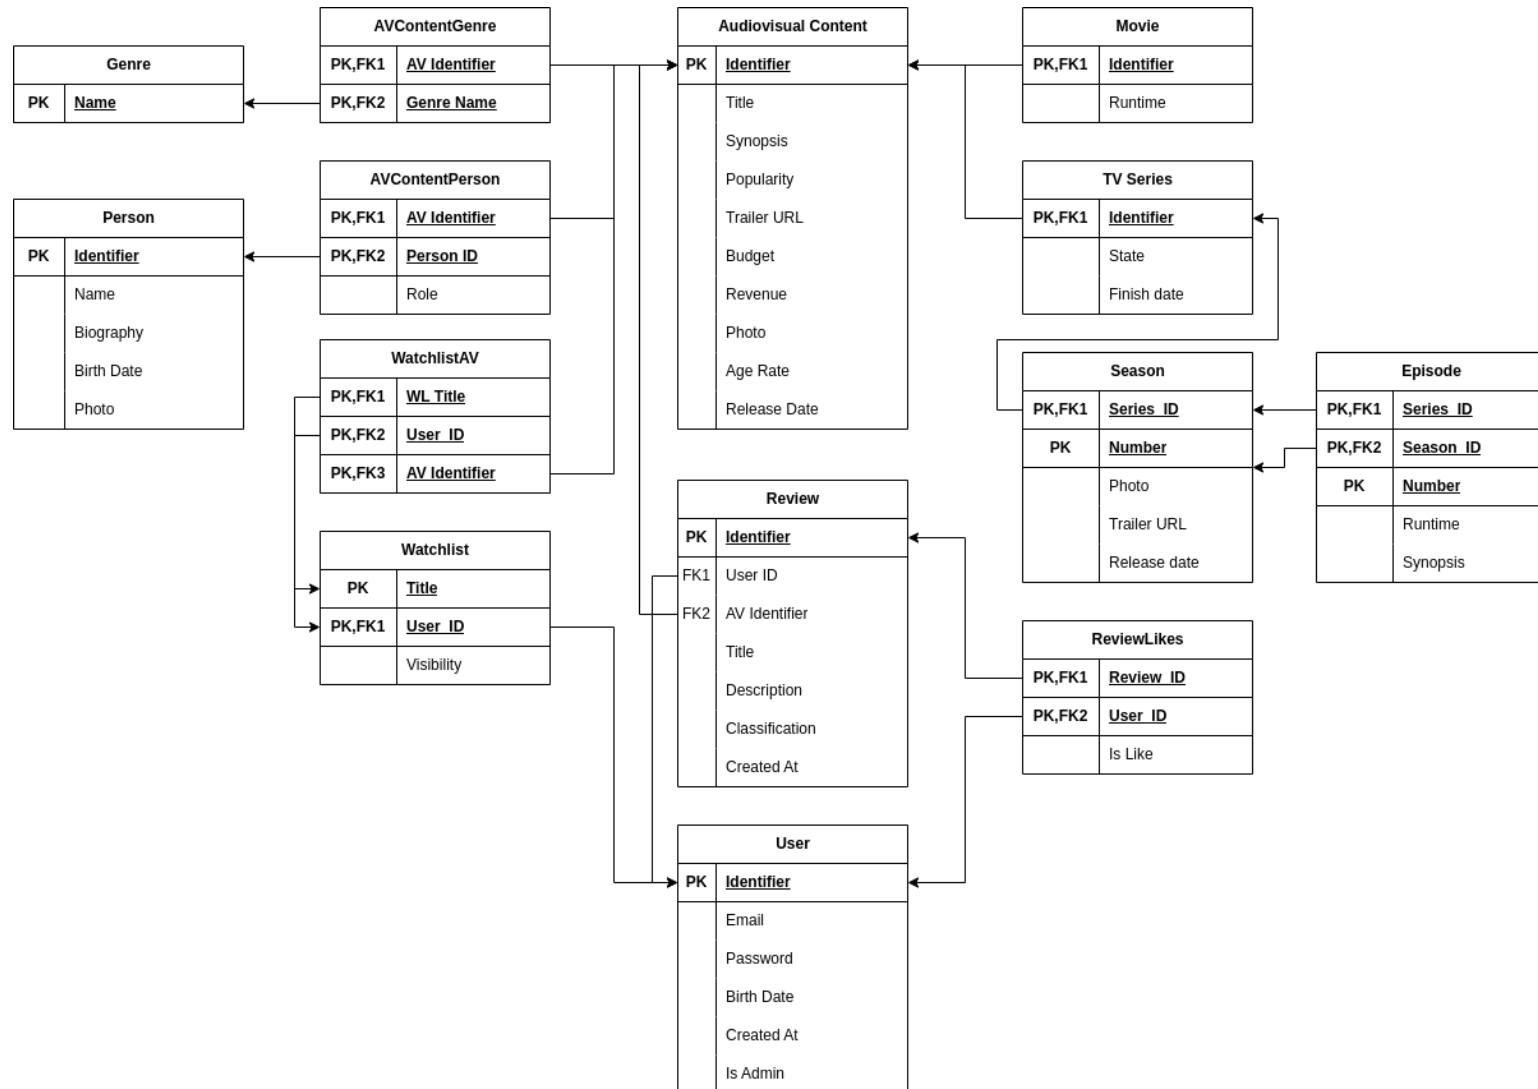 Genre
PK Name
AVContentGenre
PK,FK1 AV Identifier
PK,FK2 Genre Name
Person
PK Identifier
Name
Biography
Birth Date
Photo
AVContentPerson
PK,FK1 AV Identifier
PK,FK2 Person ID
Role
WatchlistAV
PK,FK1 WL Title
PK,FK2 User_ID
PK,FK3 AV Identifier
Watchlist
PK Title
PK,FK1 User_ID
Visibility
Audiovisual Content
PK Identifier
Title
Synopsis
Popularity
Trailer URL
Budget
Revenue
Photo
Age Rate
Release Date
Review
PK Identifier
FK1 User ID
FK2 AV Identifier
Title
Description
Classification
Created At
User
PK Identifier
Email
Password
Birth Date
Created At
Is Admin
Movie
PK,FK1 Identifier
Runtime
TV Series
PK,FK1 Identifier
State
Finish date
Season
PK,FK1 Series_ID
PK Number
Photo
Trailer URL
Release date
Episode
PK,FK1 Series_ID
PK,FK2 Season_ID
PK Number
Runtime
Synopsis
ReviewLikes
PK,FK1 Review_ID
PK,FK2 User_ID
Is Like